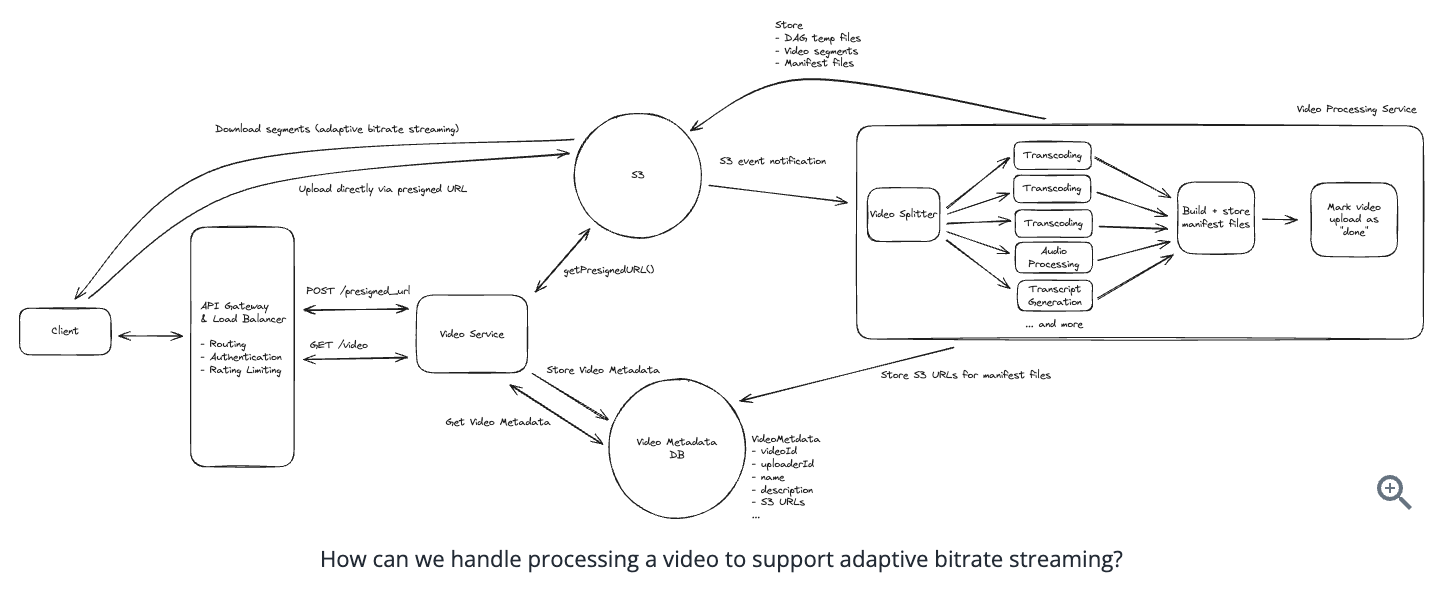 Store
- DAG temp files
- Video segments
- Manifest files
Video Processing Service
Download segments (adaptive bitrate streaming)
Upload directly via presigned URL
S3
S3 event notification
Video Splitter
Transcoding
Transcoding
Transcoding
Audio
Processing
Transcript
Generation
... and more
Build + store
manifest files
Mark video
upload as
"done"
getPresignedURL()
Client
API Gateway
& Load Balancer
- Routing
- Authentication
- Rating Limiting
POST /presigned_url
GET /video
Video Service
Store Video Metadata
Get Video Metadata
Store S3 URLs for manifest files
Video Metadata
DB
VideoMetdata
- videoId
- uploaderId
- name
- description
- S3 URLs
...
How can we handle processing a video to support adaptive bitrate streaming?